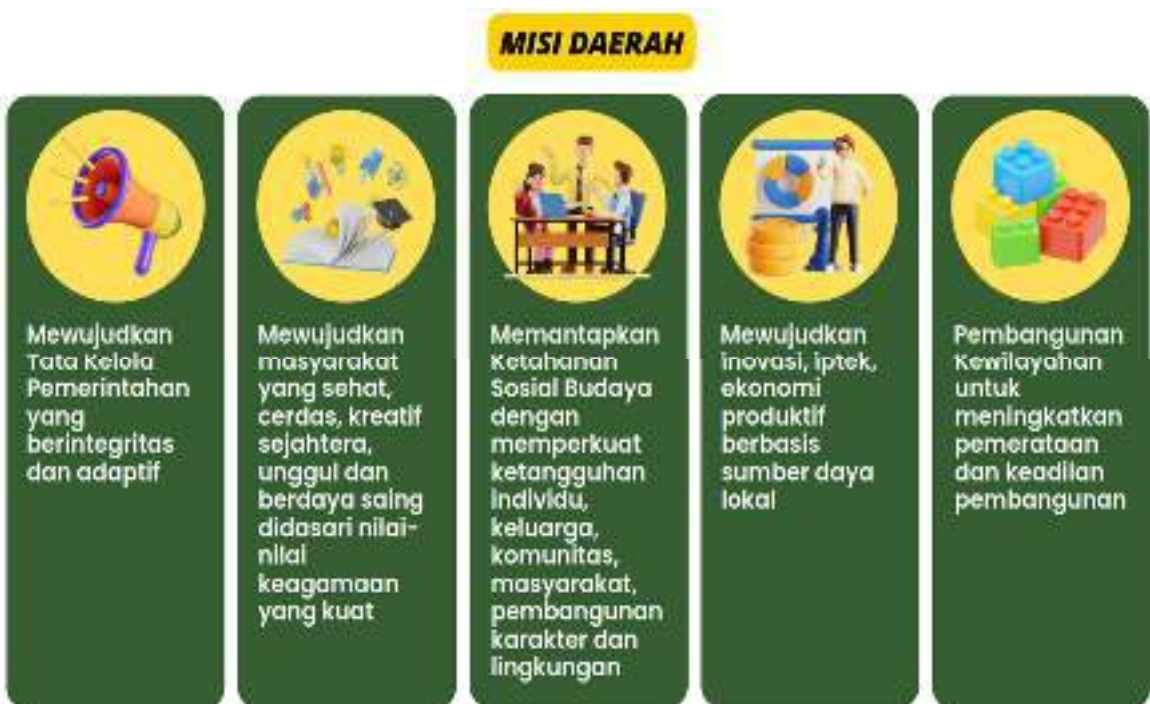 MISI DAERAH
Mewujudkan
Tata Kelola
Pemerintahan
yang
berintegritas
dan adaptif
Mewujudkan
masyarakat
yang sehat,
cerdas, kreatif
sejahtera,
unggul dan
berdaya saing
didasari nilai-
nilai
keagamaan
yang kuat
Memantapkan
Ketahanan
Sosial Budaya
dengan
memperkuat
ketangguhan
individu,
keluarga,
komunitas,
masyarakat,
pembangunan
karakter dan
lingkungan
Mewujudkan
inovasi, iptek,
ekonomi
produktif
berbasis
sumber daya
lokal
Pembangunan
Kewilayahan
untuk
meningkatkan
pemerataan
dan keadilan
pembangunan